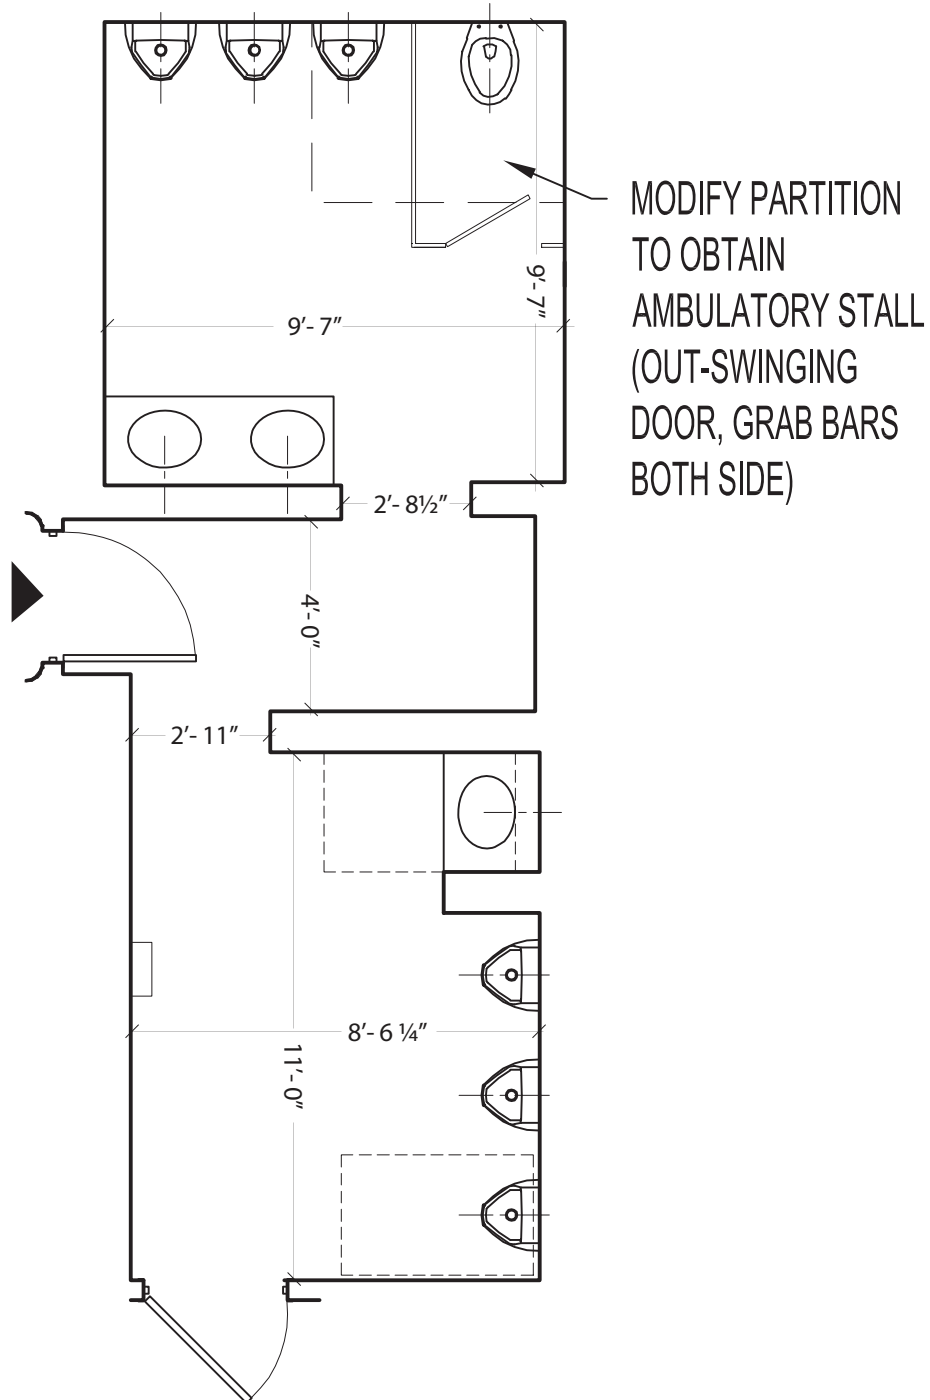 MODIFY PARTITION
TO OBTAIN
AMBULATORY STALL
(OUT-SWINGING
DOOR, GRAB BARS
BOTH SIDE)
9'- 7"
9'- 7"
2'- 8½"
4'- 0"
2'- 11"
8'- 6 ¼"
11'- 0"